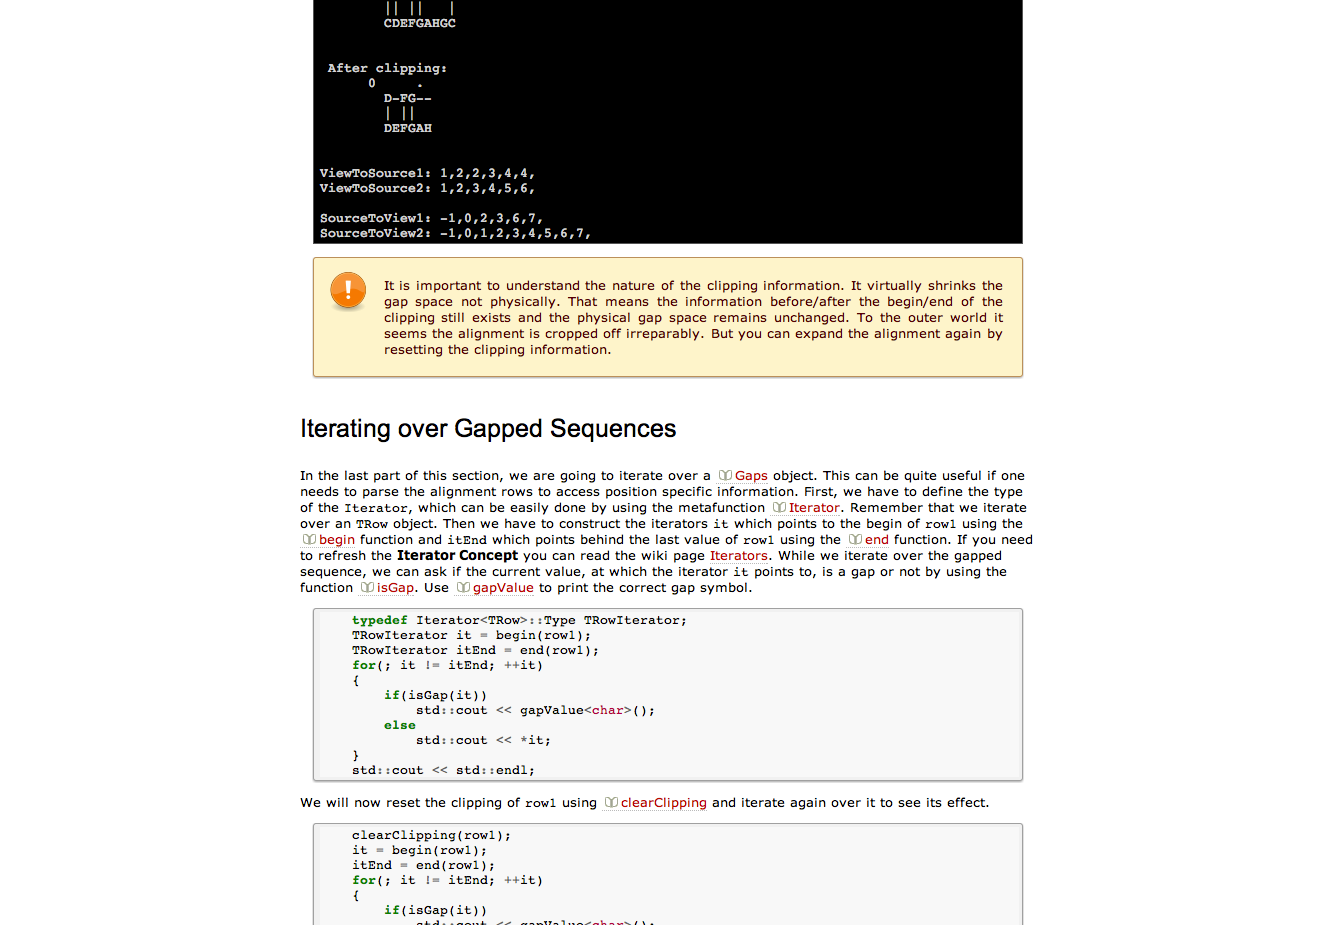 || ||   |
CDEFGAHGC
After clipping:
0     .
D-FG--
| ||
DEFGAH
ViewToSource1: 1,2,2,3,4,4,
ViewToSource2: 1,2,3,4,5,6,
SourceToView1: -1,0,2,3,6,7,
SourceToView2: -1,0,1,2,3,4,5,6,7,
It is important to understand the nature of the clipping information. It virtually shrinks the
gap space not physically. That means the information before/after the begin/end of the
clipping still exists and the physical gap space remains unchanged. To the outer world it
seems the alignment is cropped off irreparably. But you can expand the alignment again by
resetting the clipping information.
Iterating over Gapped Sequences
In the last part of this section, we are going to iterate over a Gaps object. This can be quite useful if one
needs to parse the alignment rows to access position specific information. First, we have to define the type
of the Iterator, which can be easily done by using the metafunction Iterator. Remember that we iterate
over an TRow object. Then we have to construct the iterators it which points to the begin of row1 using the
begin function and itEnd which points behind the last value of row1 using the end function. If you need
to refresh the Iterator Concept you can read the wiki page Iterators. While we iterate over the gapped
sequence, we can ask if the current value, at which the iterator it points to, is a gap or not by using the
function isGap. Use gapValue to print the correct gap symbol.
typedef Iterator<TRow>::Type TRowIterator;
TRowIterator it = begin(row1);
TRowIterator itEnd = end(row1);
for(; it != itEnd; ++it)
{
if(isGap(it))
std::cout << gapValue<char>();
else
std::cout << *it;
}
std::cout << std::endl;
We will now reset the clipping of row1 using clearClipping and iterate again over it to see its effect.
clearClipping(row1);
it = begin(row1);
itEnd = end(row1);
for(; it != itEnd; ++it)
{
if(isGap(it))
std::cout << gapValue<char>();